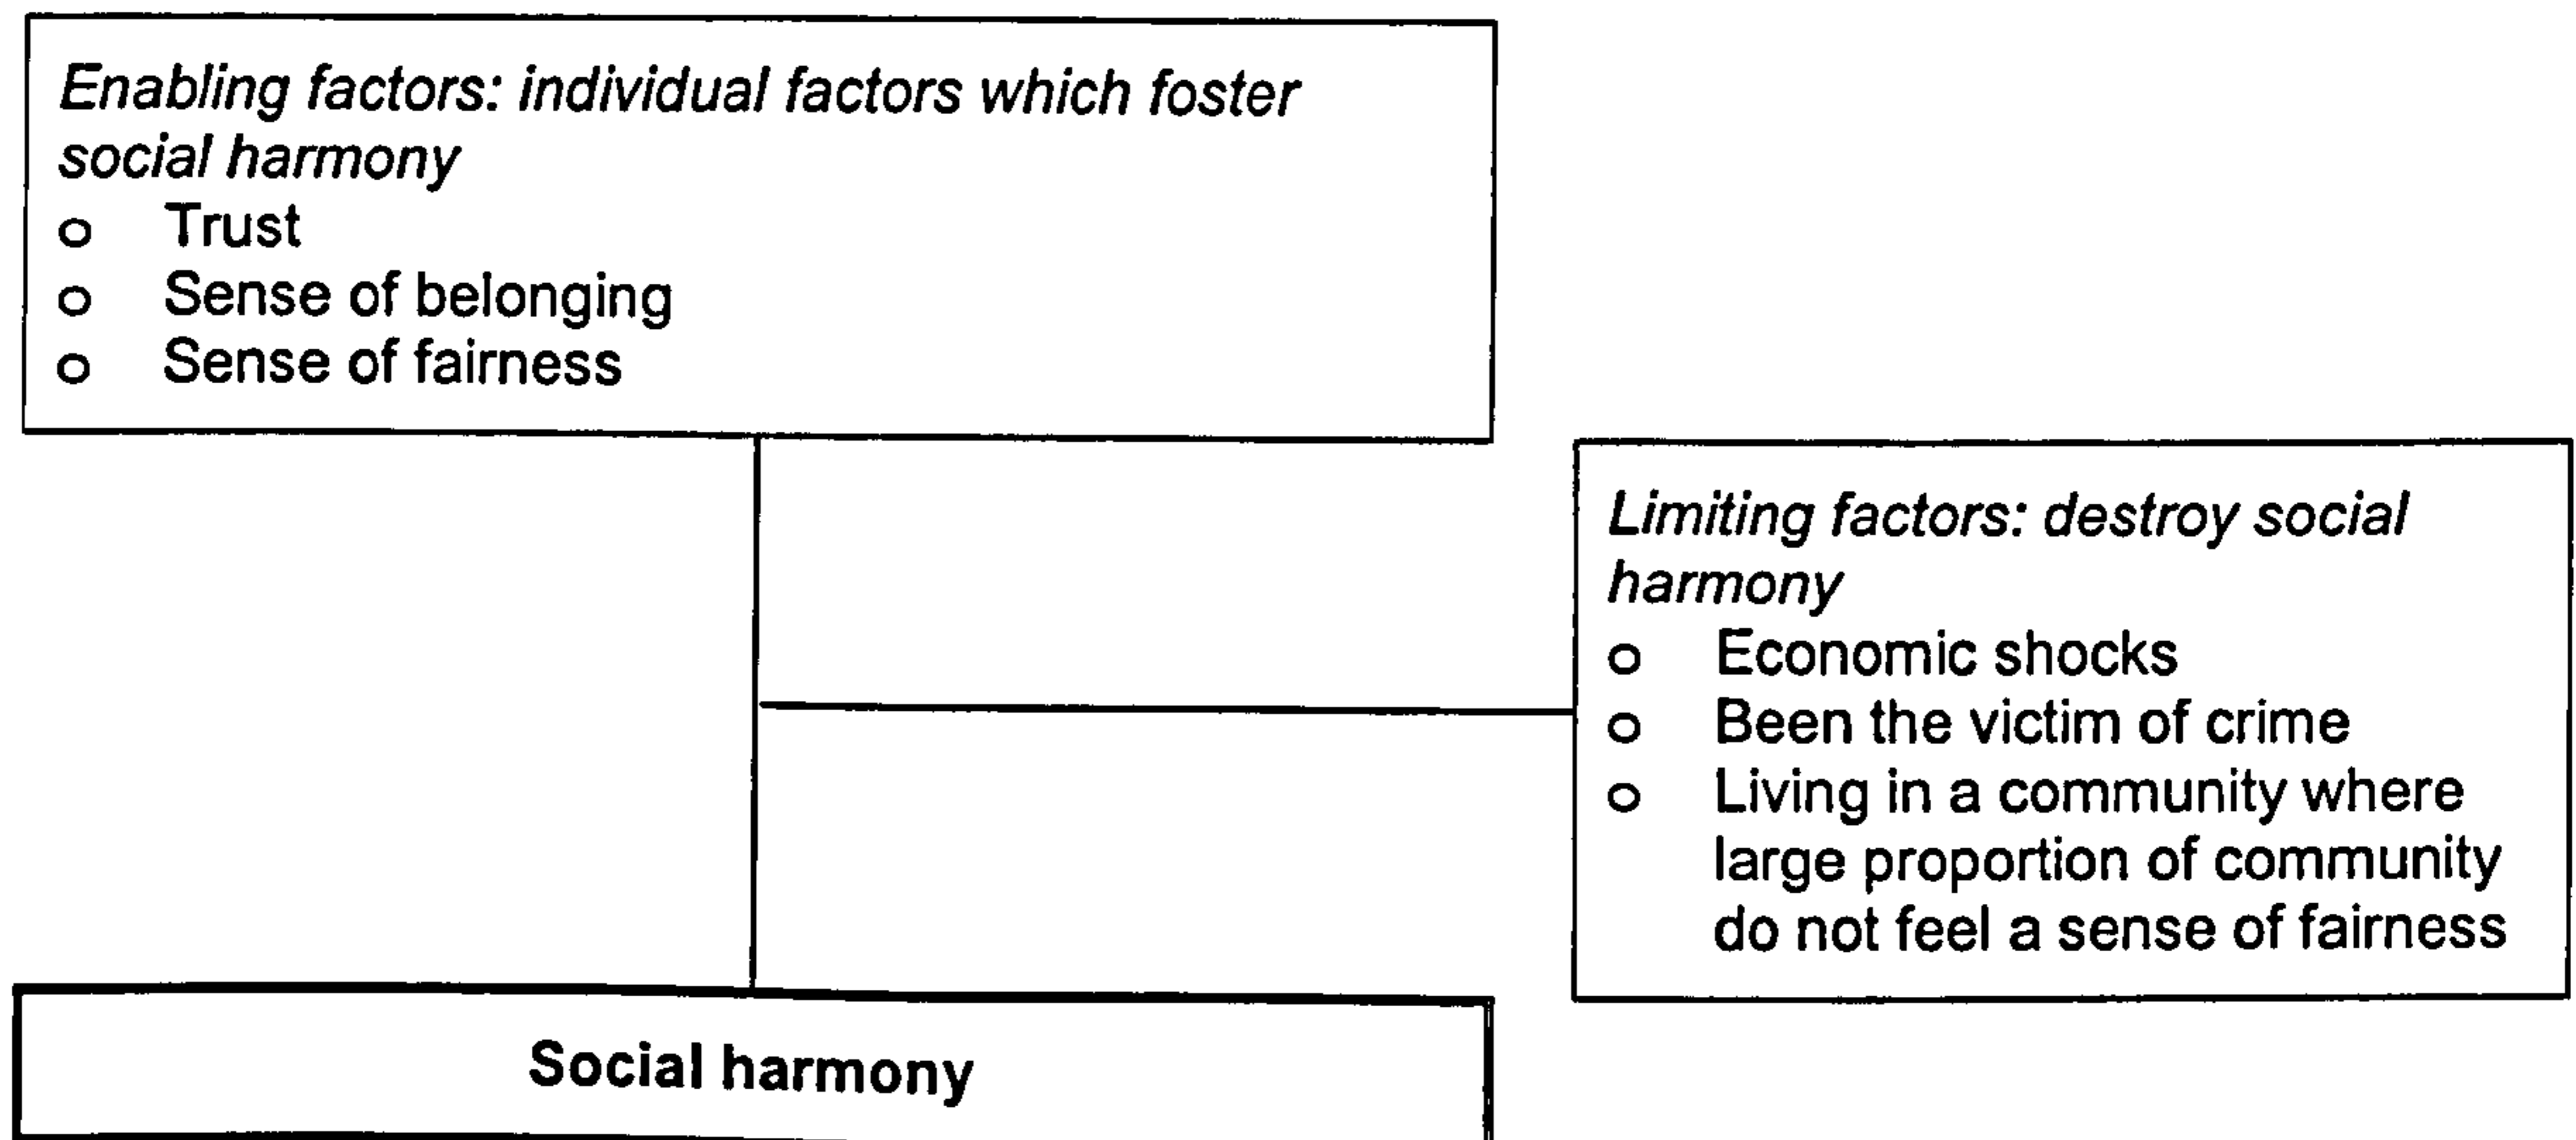 Enabling factors: individual factors which foster
social harmony
o Trust
o Sense of belonging
o Sense of fairness
Limiting factors: destroy social
harmony
o Economic shocks
o Been the victim of crime
o Living in a community where
large proportion of community
do not feel a sense of fairness
Social harmony